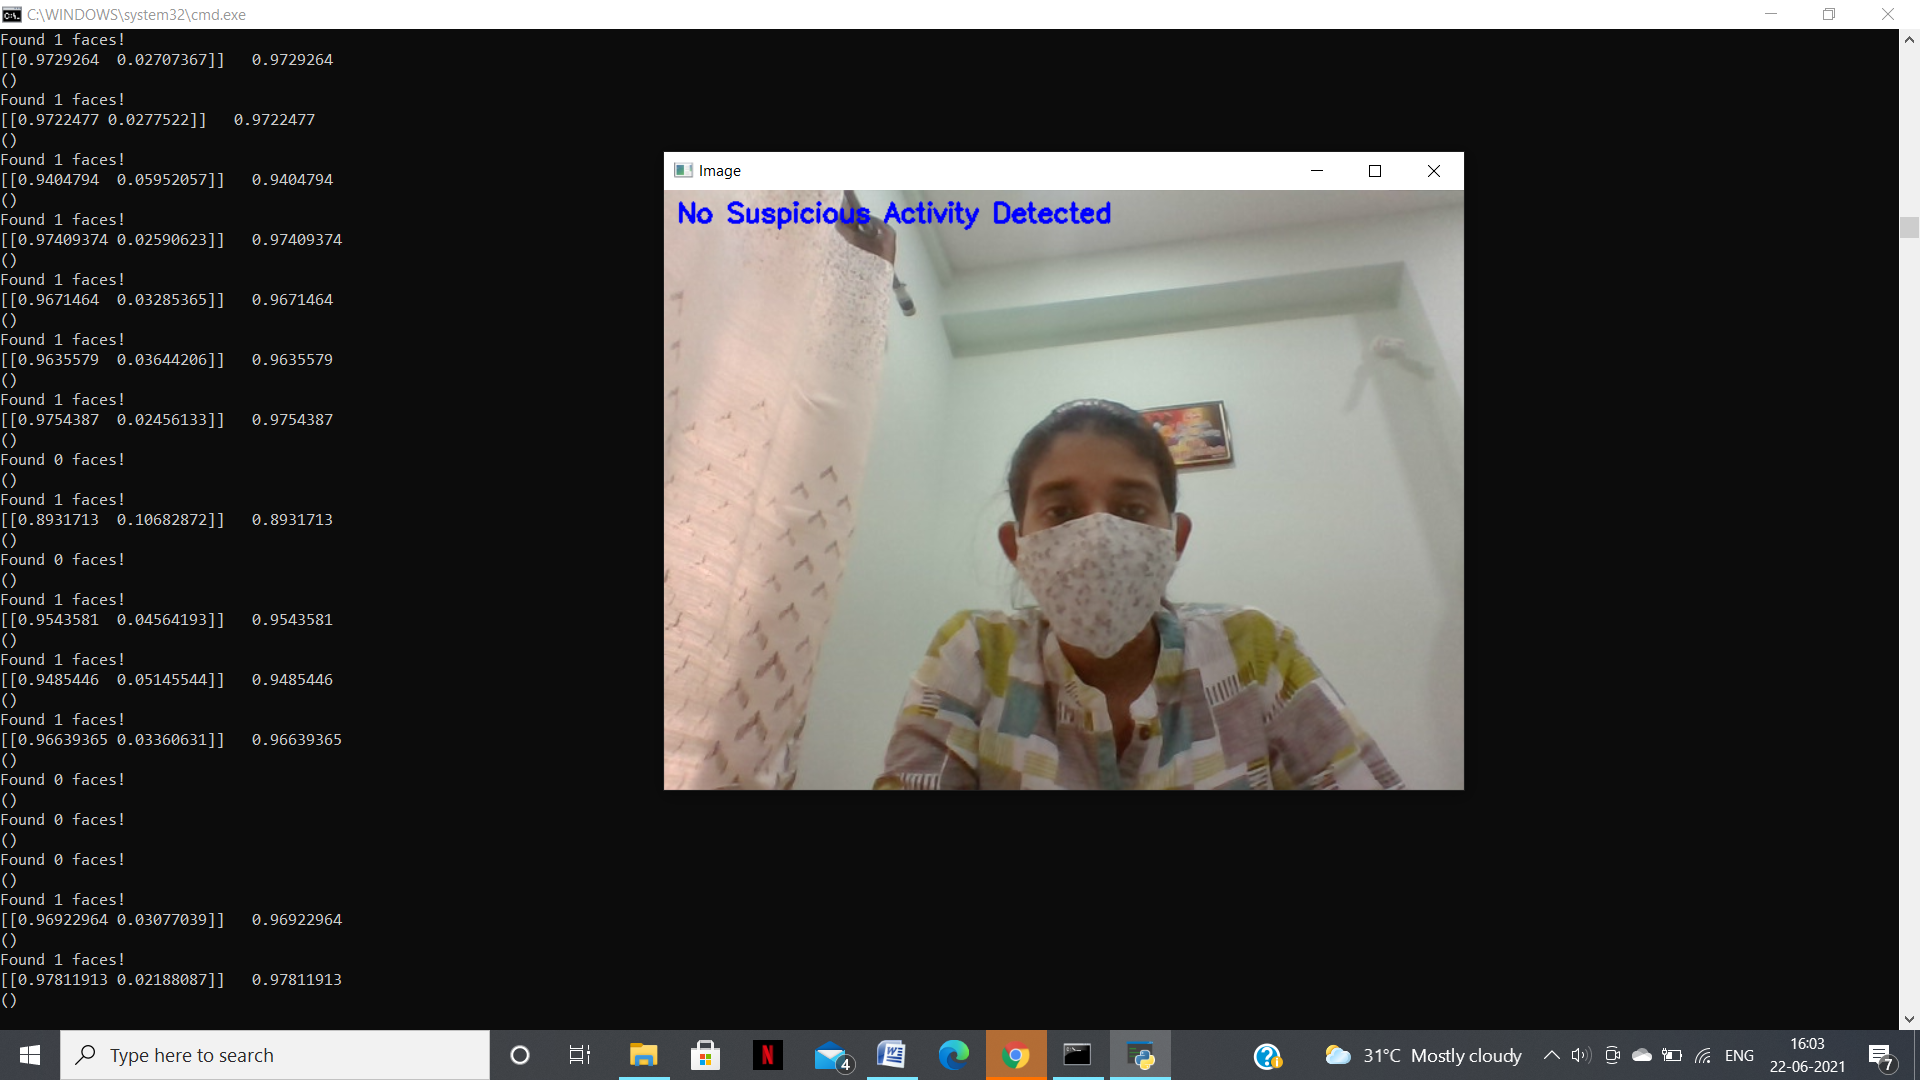 C:\WINDOWS\system32\cmd.exe
Found 1 faces!
[[0.9729264  0.02707367]]   0.9729264
()
Found 1 faces!
[[0.9722477 0.0277522]]   0.9722477
()
Found 1 faces!
[[0.9404794  0.05952057]]   0.9404794
()
Found 1 faces!
[[0.97409374 0.02590623]]   0.97409374
()
Found 1 faces!
[[0.9671464  0.03285365]]   0.9671464
()
Found 1 faces!
[[0.9635579  0.03644206]]   0.9635579
()
Found 1 faces!
[[0.9754387  0.02456133]]   0.9754387
()
Found 0 faces!
()
Found 1 faces!
[[0.8931713  0.10682872]]   0.8931713
()
Found 0 faces!
()
Found 1 faces!
[[0.9543581  0.04564193]]   0.9543581
()
Found 1 faces!
[[0.9485446  0.05145544]]   0.9485446
()
Found 1 faces!
[[0.96639365 0.03360631]]   0.96639365
()
Found 0 faces!
()
Found 0 faces!
()
Found 0 faces!
()
Found 1 faces!
[[0.96922964 0.03077039]]   0.96922964
()
Found 1 faces!
[[0.97811913 0.02188087]]   0.97811913
()
Image
No Suspicious Activity Detected
Type here to search
N
4
W
31°C Mostly cloudy
ENG
16:03
22-06-2021
7